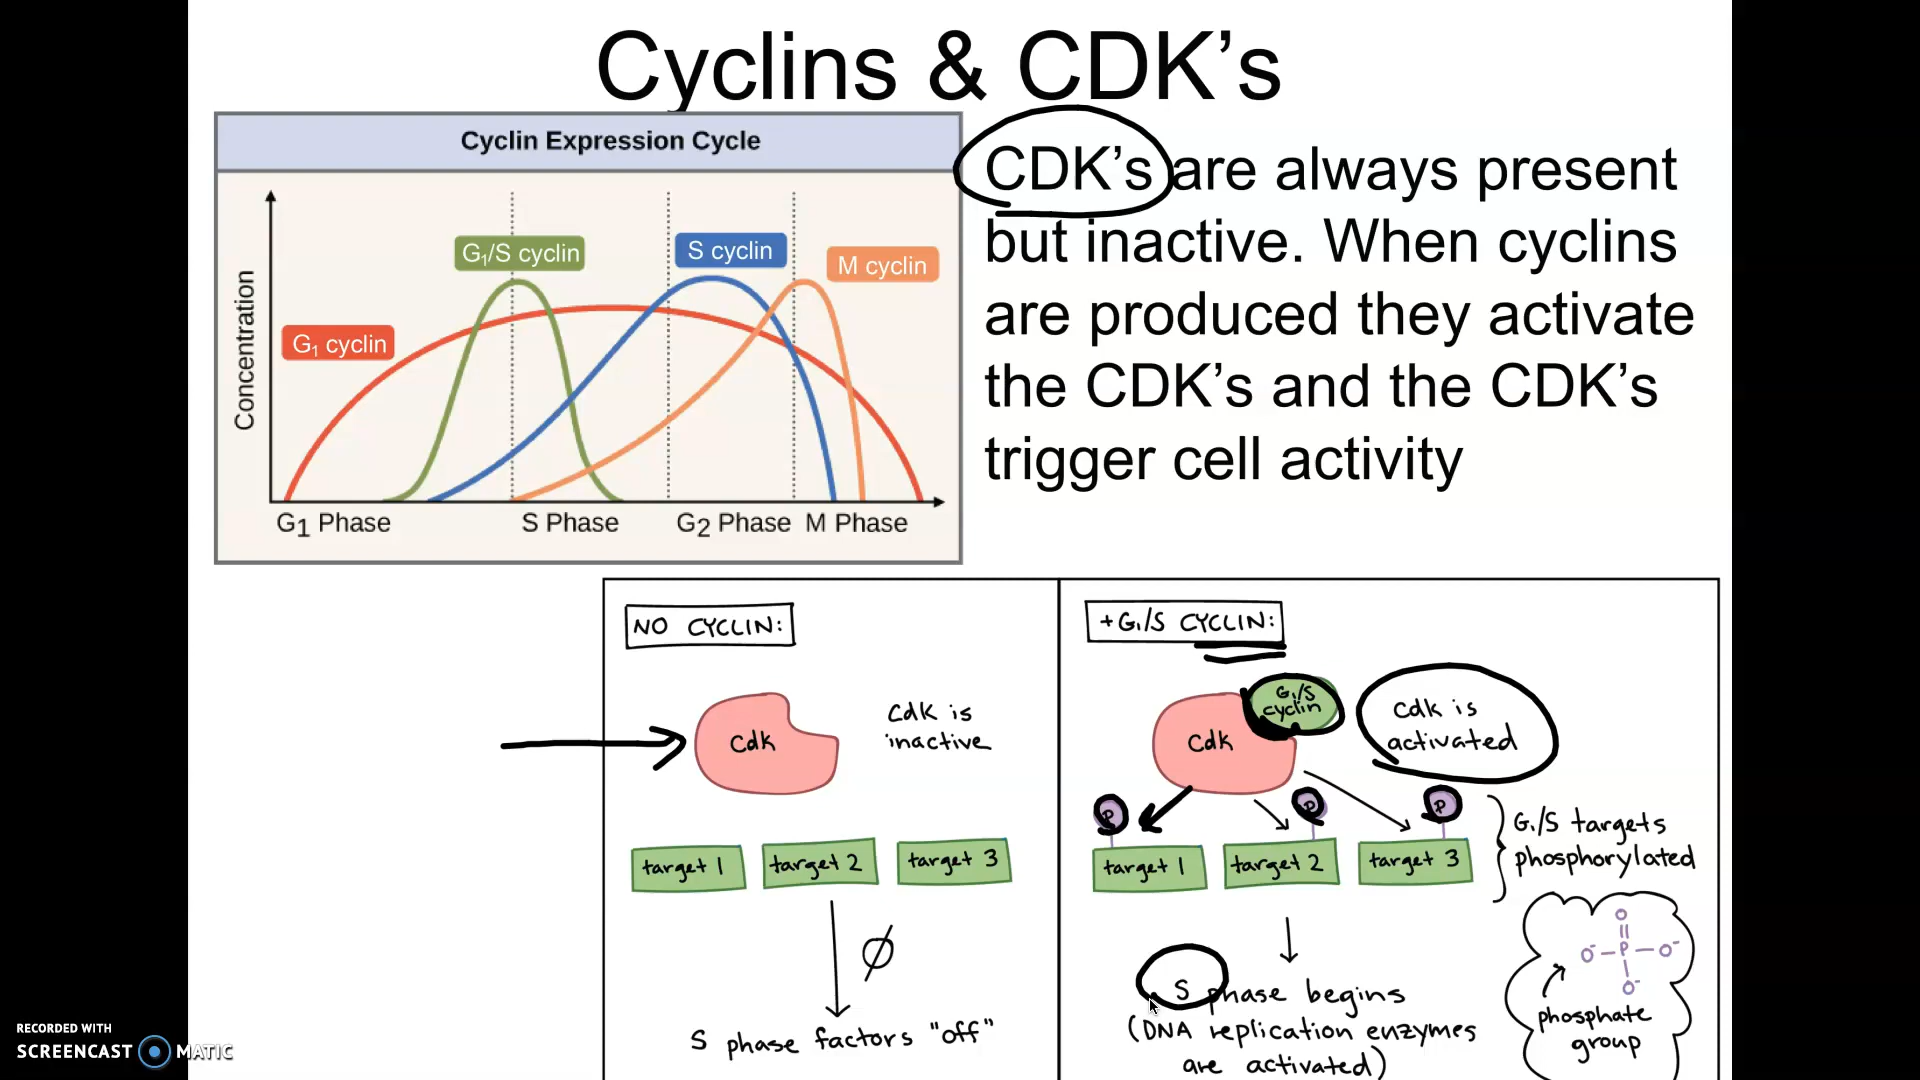 Cyclins & CDK’s
Cyclin Expression Cycle
Concentration
G₁ cyclin
G₁/S cyclin
S cyclin
M cyclin
G1 Phase
S Phase
G2 Phase
M Phase
CDK’s are always present
but inactive. When cyclins
are produced they activate
the CDK’s and the CDK’s
trigger cell activity
NO CYCLIN:
Cdk
Cdk is
inactive
target 1
target 2
target 3
Ø
S phase factors "off"
+G₁/S CYCLIN:
G₁/S
cyclin
Cdk
Cdk is
activated
P
P
P
target 1
target 2
target 3
G₁/S targets
phosphorylated
S phase begins
(DNA replication enzymes
are activated)
O
O⁻ P O⁻
O⁻
phosphate
group
RECORDED WITH
SCREENCAST MATIC